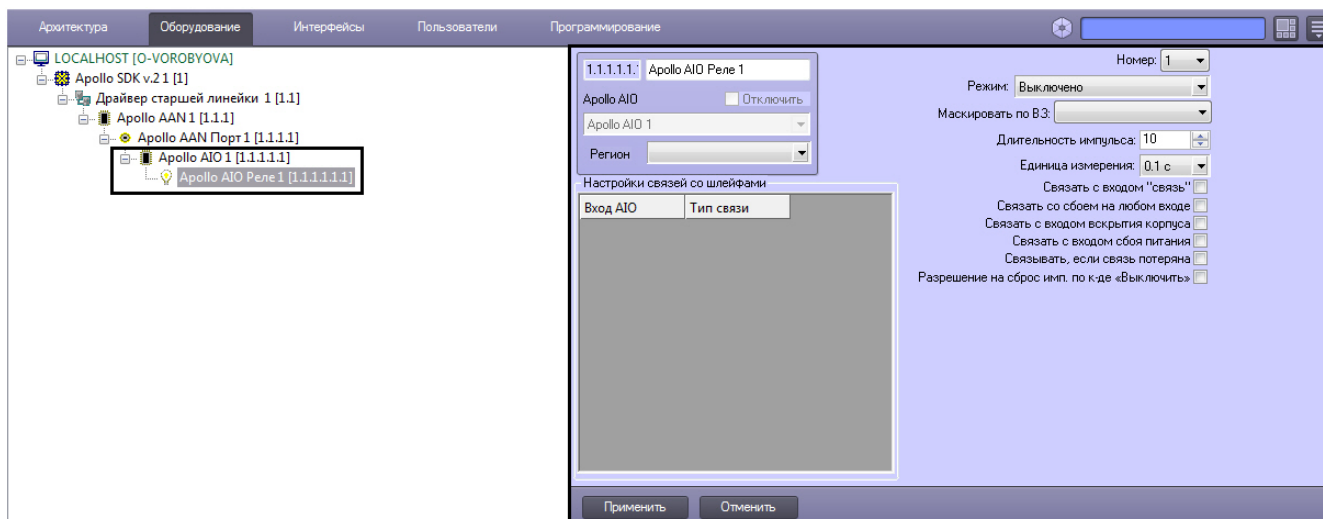 Архитектура Оборудование Интерфейсы Пользователи Программирование
LOCALHOST [O-VOROBYOVA]
Apollo SDK v.2 1 [1]
Драйвер старшей линейки 1 [1.1]
Apollo AAN 1 [1.1.1]
Apollo AAN Порт 1 [1.1.1.1]
Apollo AIO 1 [1.1.1.1.1]
Apollo AIO Реле 1 [1.1.1.1.1.1]
1.1.1.1.1. Apollo AIO Реле 1
Apollo AIO Отключить
Apollo AIO 1
Регион
Настройки связей со шлейфами
Вход AIO Тип связи
Номер: 1
Режим: Выключено
Маскировать по ВЗ:
Длительность импульса: 10
Единица измерения: 0.1 с
Связать с входом "связь"
Связать со сбоем на любом входе
Связать с входом вскрытия корпуса
Связать с входом сбоя питания
Связывать, если связь потеряна
Разрешение на сброс имп. по к-де «Выключить»
Применить Отменить